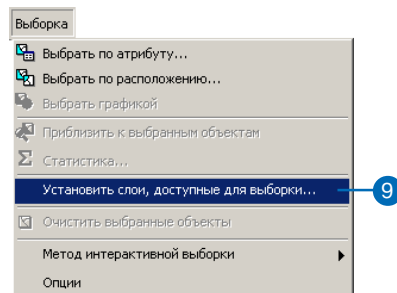 Выборка
Выбрать по атрибуту...
Выбрать по расположению...
Выбрать графикой
Приблизить к выбранным объектам
Статистика...
Установить слои, доступные для выборки...
9
Очистить выбранные объекты
Метод интерактивной выборки
Опции